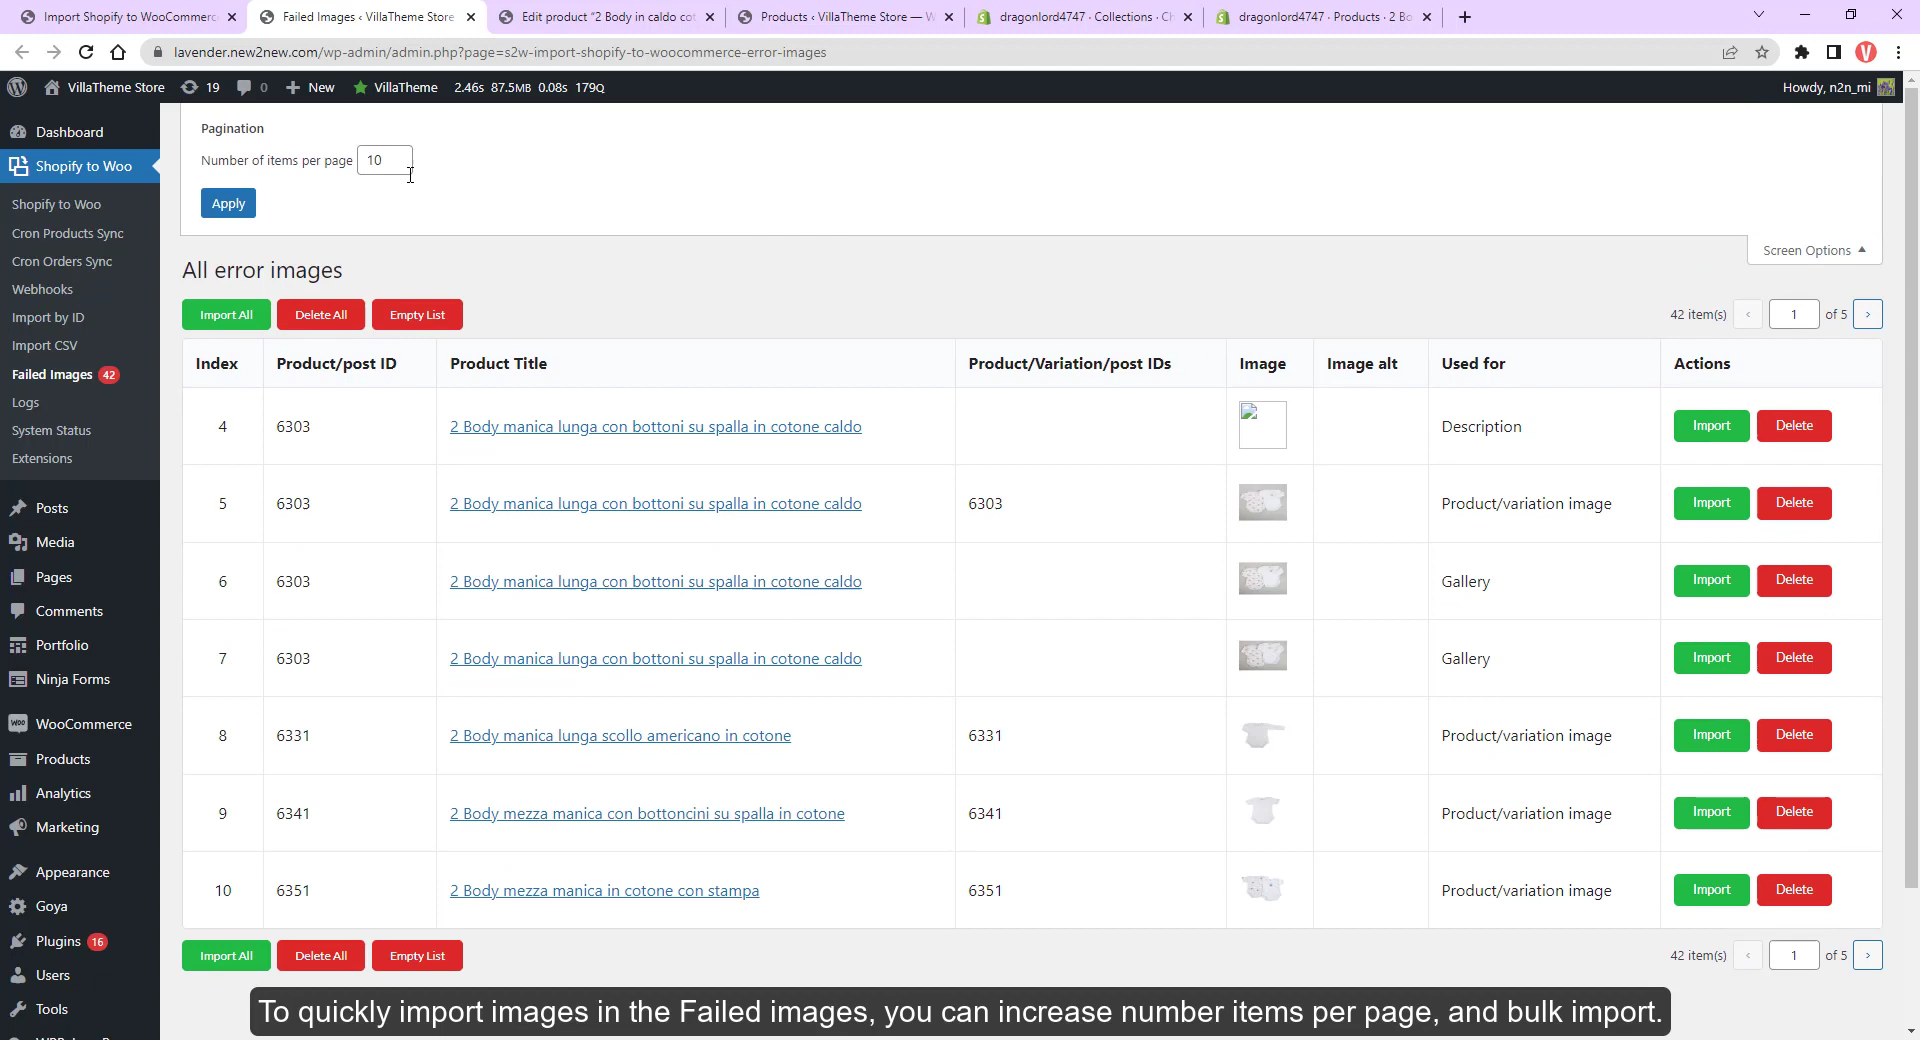 Import Shopify to WooCommerc
Failed Images ‹ VillaTheme Store
Edit product "2 Body in caldo cot
Products ‹ VillaTheme Store — W
dragonlord4747 · Collections · Ch
dragonlord4747 · Products · 2 Bo
lavender.new2new.com/wp-admin/admin.php?page=s2w-import-shopify-to-woocommerce-error-images
V
VillaTheme Store 19 0 New VillaTheme 2.46s 87.5MB 0.08s 179Q Howdy, n2n_mi
Dashboard
Shopify to Woo
Shopify to Woo
Cron Products Sync
Cron Orders Sync
Webhooks
Import by ID
Import CSV
Failed Images 42
Logs
System Status
Extensions
Posts
Media
Pages
Comments
Portfolio
Ninja Forms
WooCommerce
Products
Analytics
Marketing
Appearance
Goya
Plugins 16
Users
Tools
Pagination
Number of items per page 10
Apply
Screen Options
All error images
Import All Delete All Empty List 42 item(s) ‹ 1 of 5 ›
Index Product/post ID Product Title Product/Variation/post IDs Image Image alt Used for Actions
4 6303 2 Body manica lunga con bottoni su spalla in cotone caldo Description Import Delete
5 6303 2 Body manica lunga con bottoni su spalla in cotone caldo 6303 Product/variation image Import Delete
6 6303 2 Body manica lunga con bottoni su spalla in cotone caldo Gallery Import Delete
7 6303 2 Body manica lunga con bottoni su spalla in cotone caldo Gallery Import Delete
8 6331 2 Body manica lunga scollo americano in cotone 6331 Product/variation image Import Delete
9 6341 2 Body mezza manica con bottoncini su spalla in cotone 6341 Product/variation image Import Delete
10 6351 2 Body mezza manica in cotone con stampa 6351 Product/variation image Import Delete
Import All Delete All Empty List 42 item(s) ‹ 1 of 5 ›
To quickly import images in the Failed images, you can increase number items per page, and bulk import.